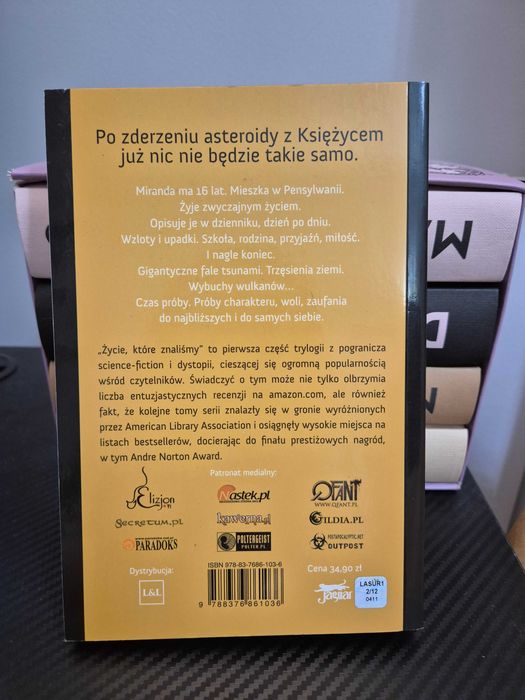 Po zderzeniu asteroidy z Księżycem
już nic nie będzie takie samo.
Miranda ma 16 lat. Mieszka w Pensylwanii.
Żyje zwyczajnym życiem.
Opisuje je w dzienniku, dzień po dniu.
Wzloty i upadki. Szkoła, rodzina, przyjaźń, miłość.
I nagle koniec.
Gigantyczne fale tsunami. Trzęsienia ziemi.
Wybuchy wulkanów...
Czas próby. Próby charakteru, woli, zaufania
do najbliższych i do samych siebie.
„Życie, które znaliśmy” to pierwsza część trylogii z pogranicza
science-fiction i dystopii, cieszącej się ogromną popularnością
wśród czytelników. Świadczyć o tym może nie tylko olbrzymia
liczba entuzjastycznych recenzji na amazon.com, ale również
fakt, że kolejne tomy serii znalazły się w gronie wyróżnionych
przez American Library Association i osiągnęły wysokie miejsca na
listach bestsellerów, docierając do finału prestiżowych nagród,
w tym Andre Norton Award.
Patronat medialny:
Elizjon
Nastek.pl
QFANT
WWW.QFANT.PL
SECRETUM.PL
kawerna.pl
GILDIA.PL
PARADOKS
POLTERGEIST
POLTER.PL
POSTAPOCALYPTIC.NET
OUTPOST
Dystrybucja:
L&L
ISBN 978-83-7686-103-6
9 788376 861036
Cena 34,90 zł
Jaguar
LASUR1
2/12
0411